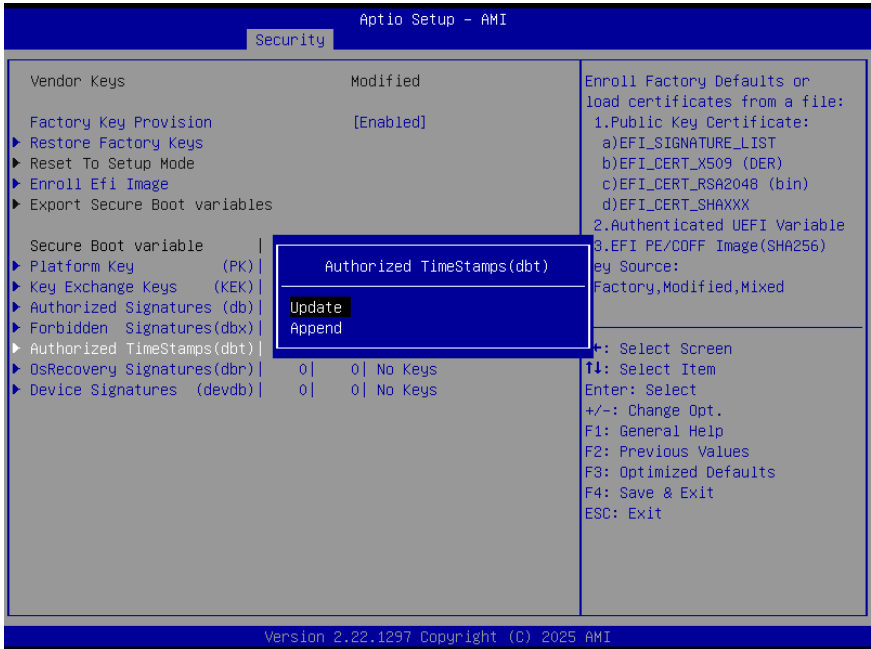 Aptio Setup - AMI
Security
Vendor Keys Modified
Factory Key Provision [Enabled]
Restore Factory Keys
Reset To Setup Mode
Enroll Efi Image
Export Secure Boot variables
Secure Boot variable |
Platform Key (PK)|
Key Exchange Keys (KEK)|
Authorized Signatures (db)|
Forbidden Signatures(dbx)|
Authorized TimeStamps(dbt)|
OsRecovery Signatures(dbr)| 0| 0| No Keys
Device Signatures (devdb)| 0| 0| No Keys
Authorized TimeStamps(dbt)
Update
Append
Enroll Factory Defaults or
load certificates from a file:
1.Public Key Certificate:
a)EFI_SIGNATURE_LIST
b)EFI_CERT_X509 (DER)
c)EFI_CERT_RSA2048 (bin)
d)EFI_CERT_SHAXXX
2.Authenticated UEFI Variable
3.EFI PE/COFF Image(SHA256)
ey Source:
Factory,Modified,Mixed
: Select Screen
↑↓: Select Item
Enter: Select
+/-: Change Opt.
F1: General Help
F2: Previous Values
F3: Optimized Defaults
F4: Save & Exit
ESC: Exit
Version 2.22.1297 Copyright (C) 2025 AMI